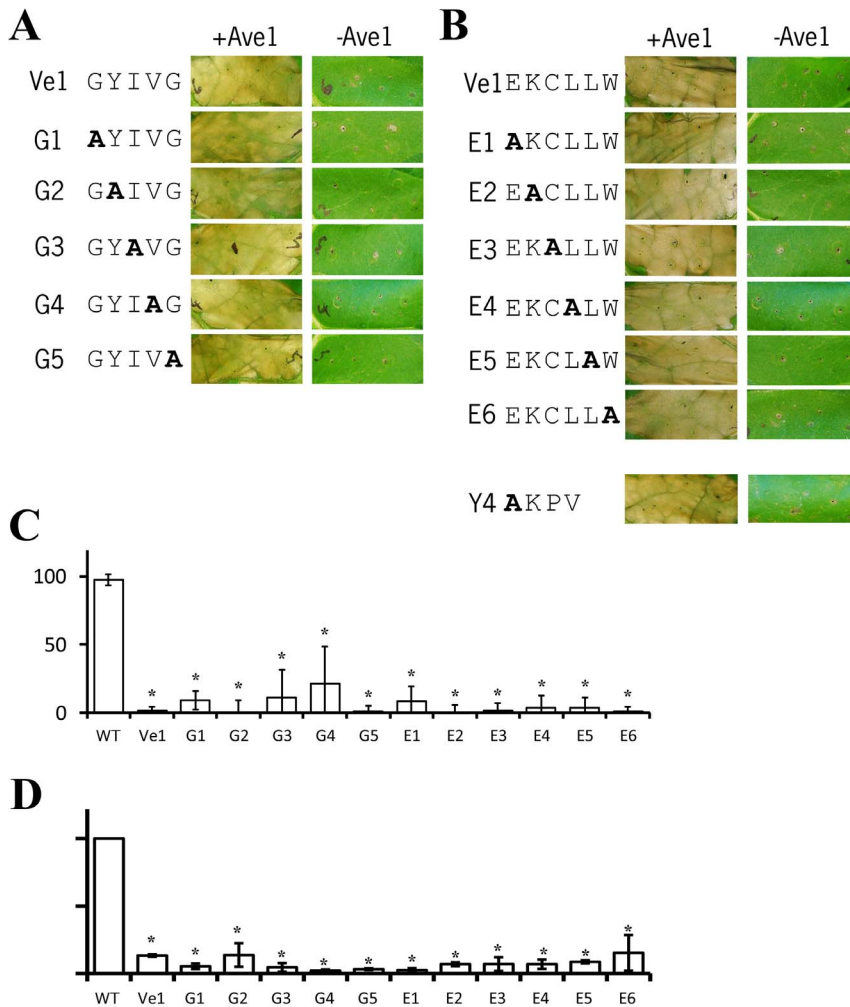 A
+Ave1 -Ave1
Ve1 GYIVG
G1 AYIVG
G2 GAIVG
G3 GYAVG
G4 GYIAG
G5 GYIVA
B
+Ave1 -Ave1
Ve1 EKCLLW
E1 AKCLLW
E2 EACLLW
E3 EKALLW
E4 EKCALW
E5 EKCLAW
E6 EKCLLA
Y4 AKPV
C
100
50
0
* * * * * * * * * * * *
WT Ve1 G1 G2 G3 G4 G5 E1 E2 E3 E4 E5 E6
D
* * * * * * * * * * * *
WT Ve1 G1 G2 G3 G4 G5 E1 E2 E3 E4 E5 E6